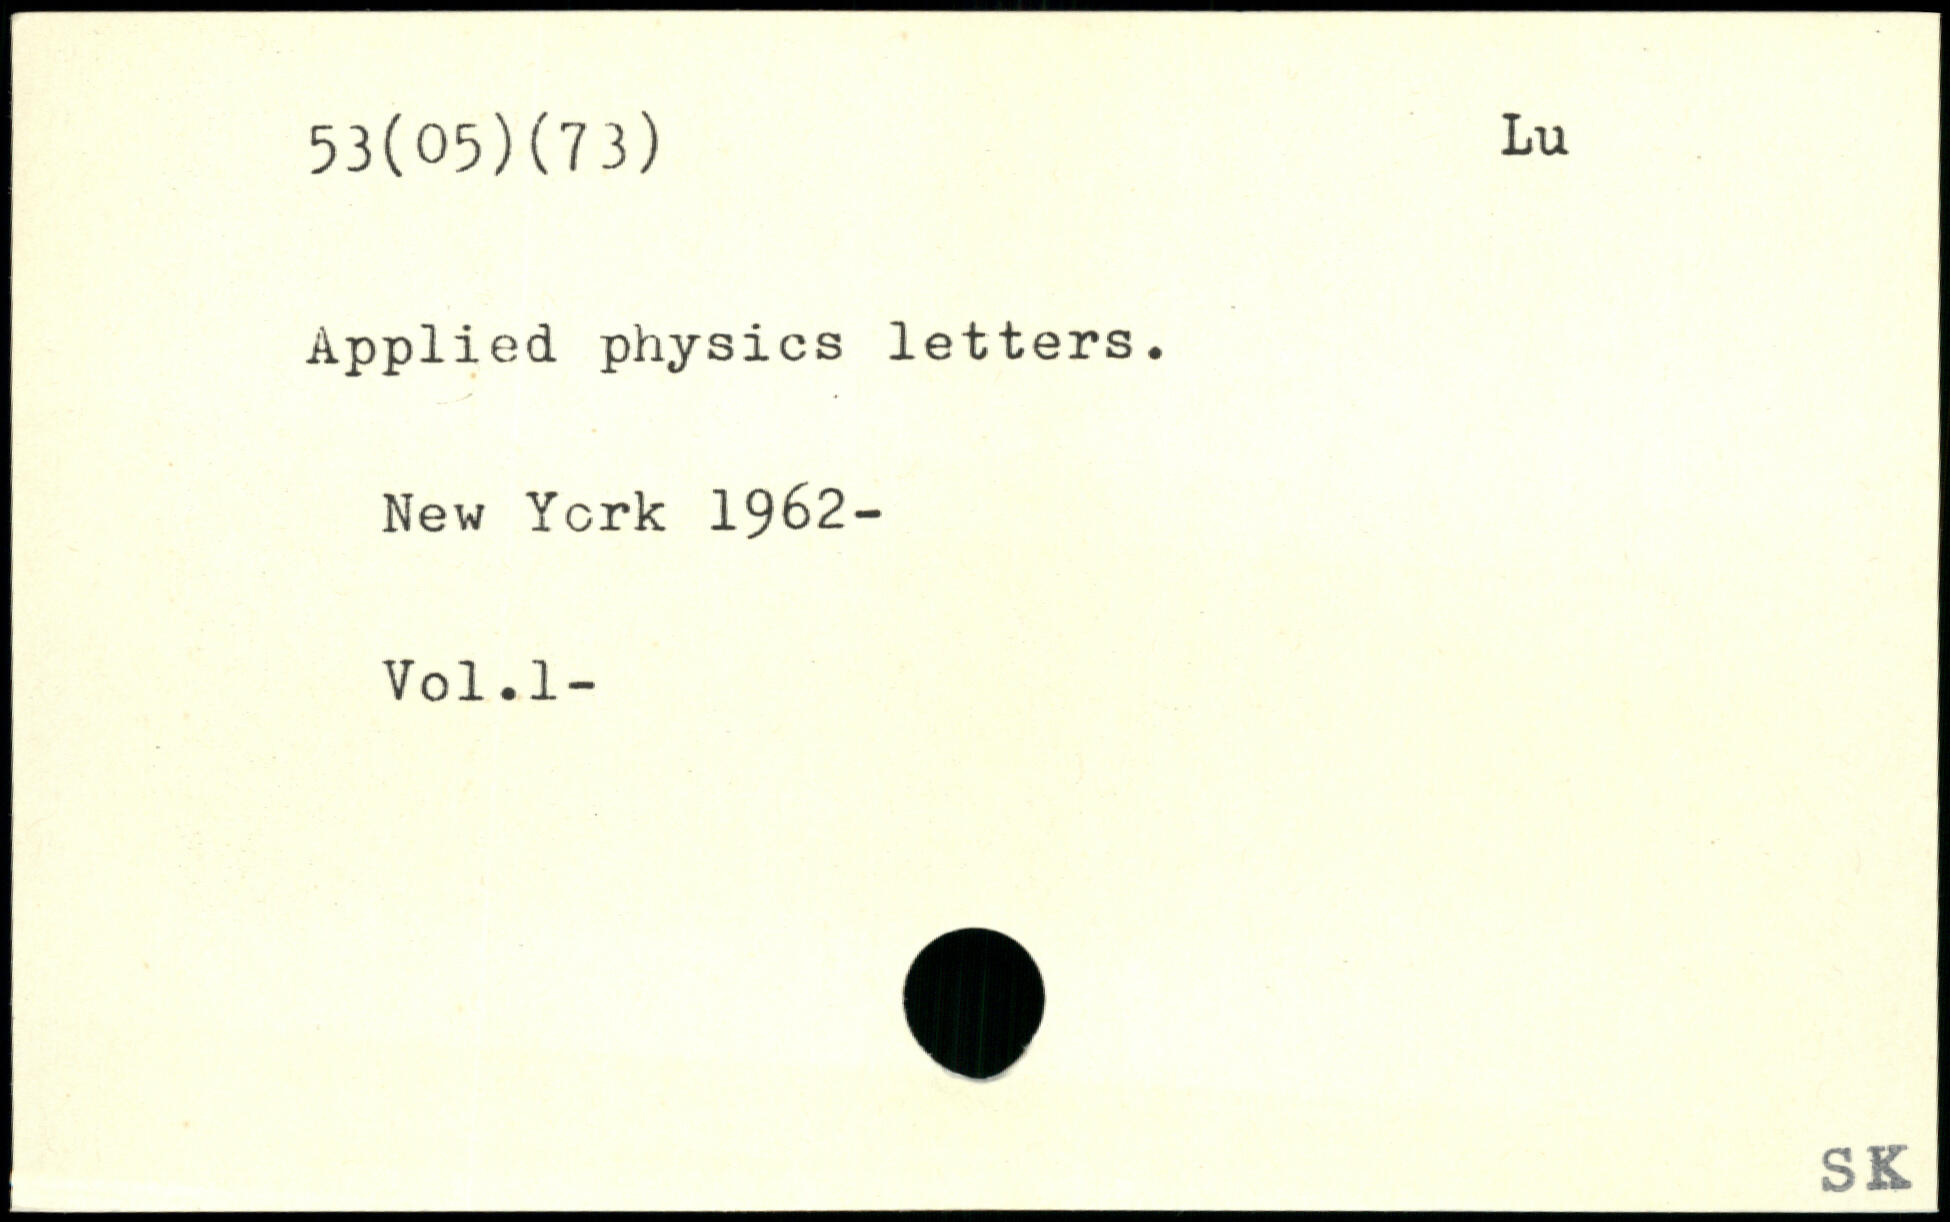 53(05)(73) Lu
Applied physics letters.
New York 1962-
Vol.1-
SK